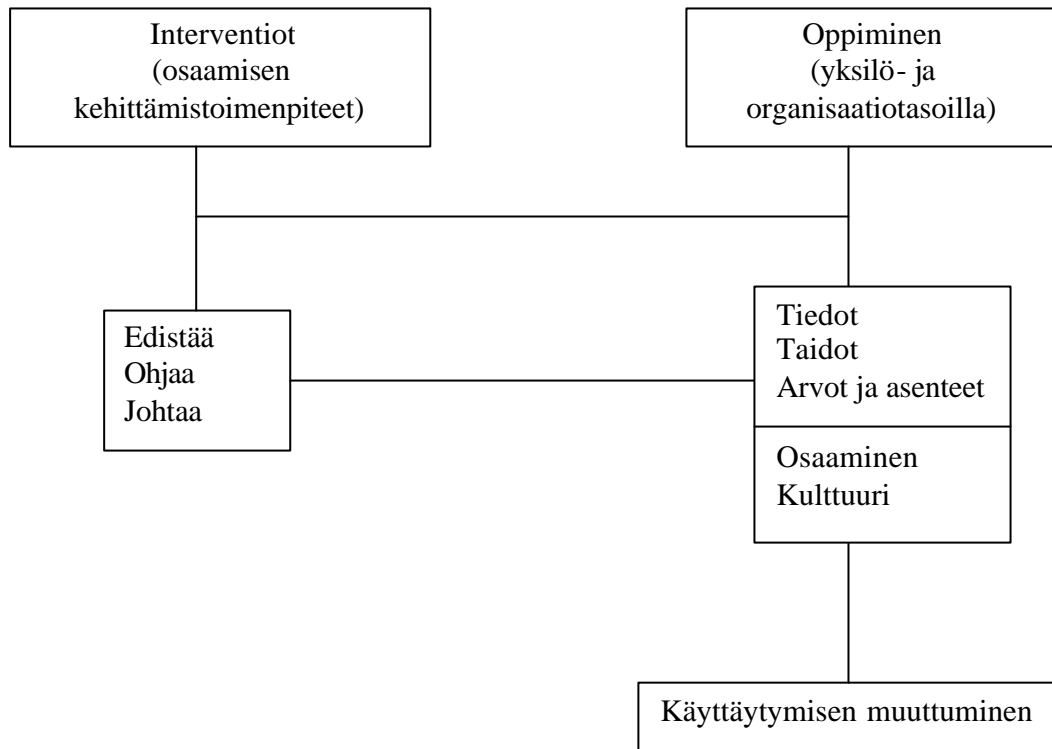 Interventiot
(osaamisen
kehittämistoimenpiteet)
Oppiminen
(yksilö- ja
organisaatiotasoilla)
Edistää
Ohjaa
Johtaa
Tiedot
Taidot
Arvot ja asenteet
Osaaminen
Kulttuuri
Käyttäytymisen muuttuminen